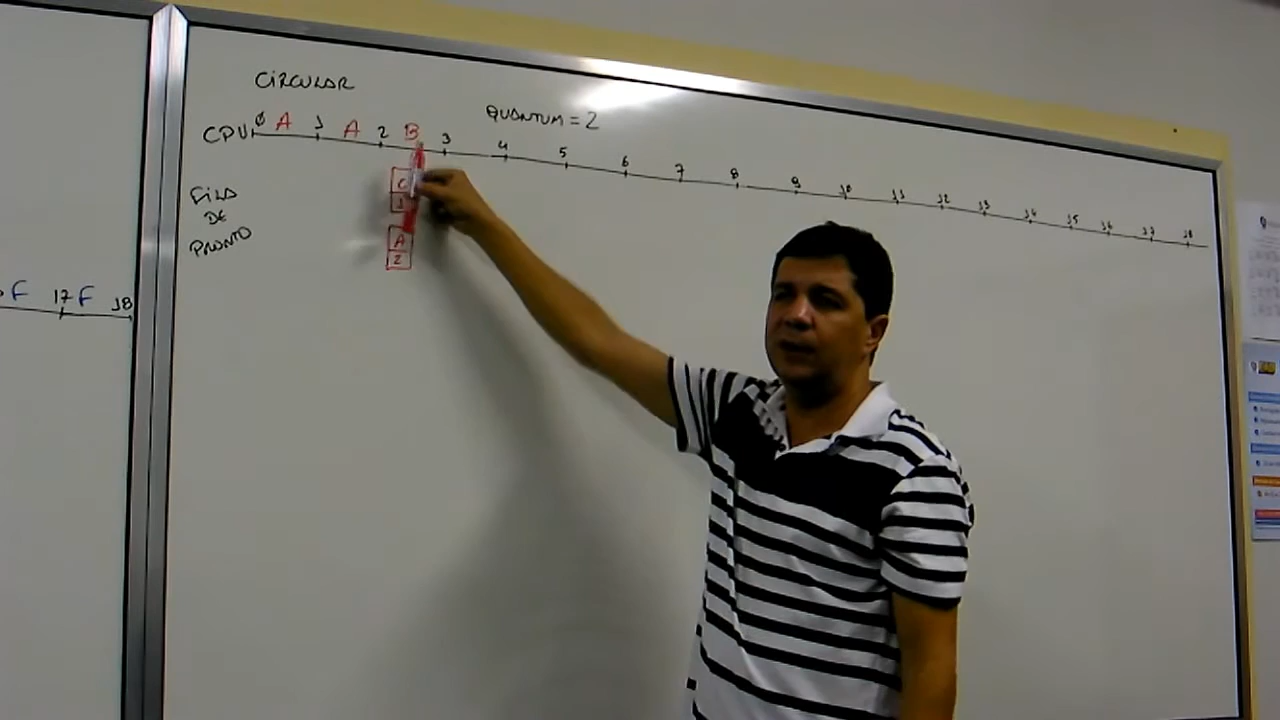 CIRCULAR
QUANTUM = 2
CPU 0 A 1 A 2 B 3 4 5 6 7 8 9 10 11 12 13 14 15 16 17 18
FILA
DE
PRONTO
C
1
A
2
F 17 F 18